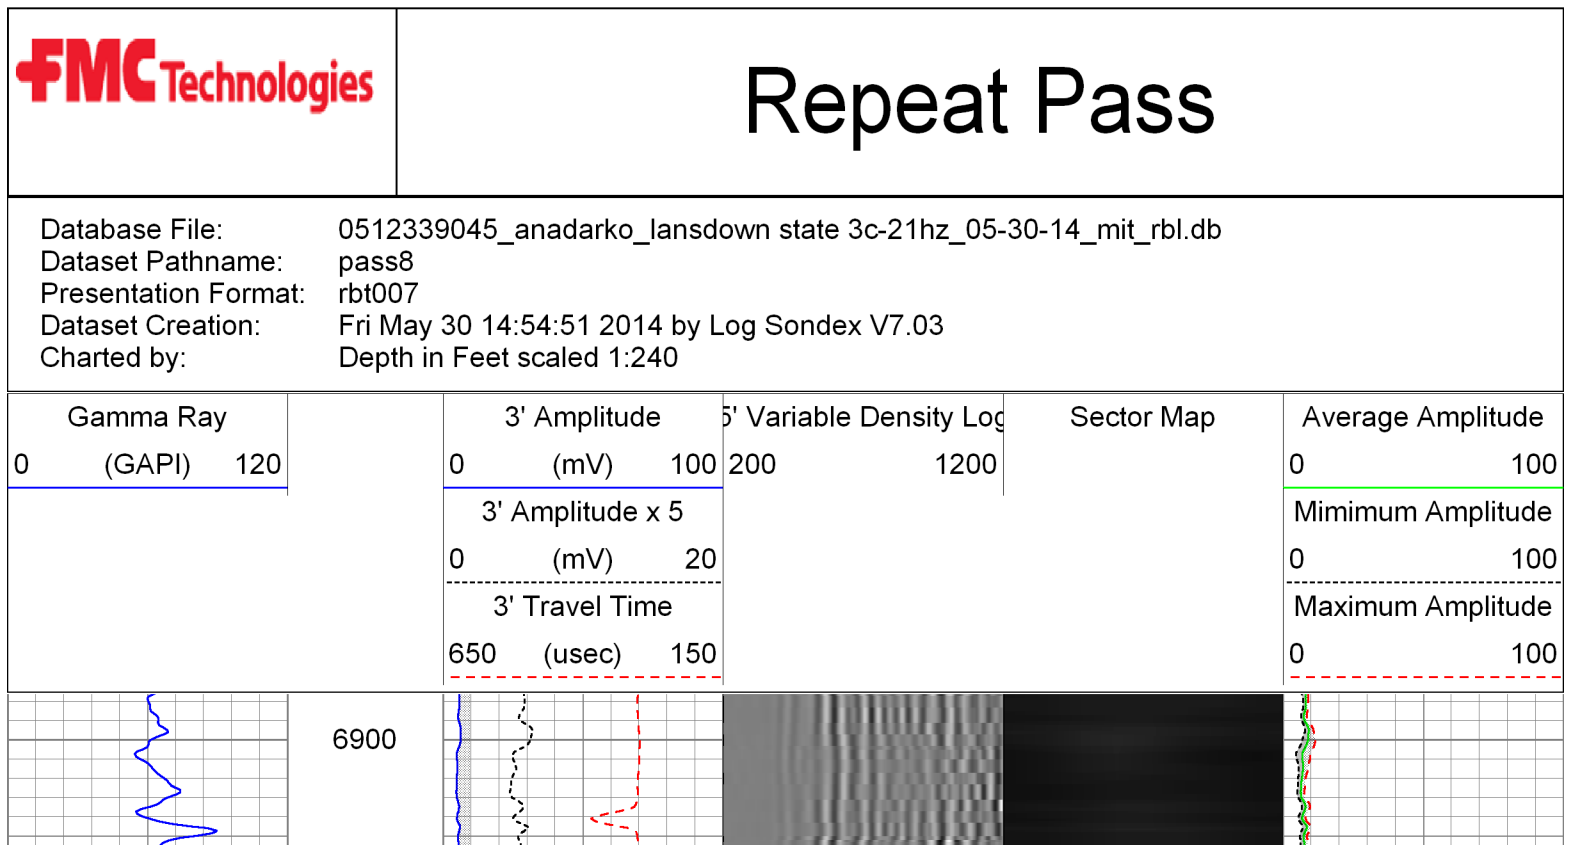 FMC Technologies
Repeat Pass
Database File: 0512339045_anadarko_lansdown state 3c-21hz_05-30-14_mit_rbl.db
Dataset Pathname: pass8
Presentation Format: rbt007
Dataset Creation: Fri May 30 14:54:51 2014 by Log Sondex V7.03
Charted by: Depth in Feet scaled 1:240
Gamma Ray
0 (GAPI) 120
3' Amplitude
0 (mV) 100
3' Amplitude x 5
0 (mV) 20
3' Travel Time
650 (usec) 150
5' Variable Density Log
200 1200
Sector Map
Average Amplitude
0 100
Mimimum Amplitude
0 100
Maximum Amplitude
0 100
6900